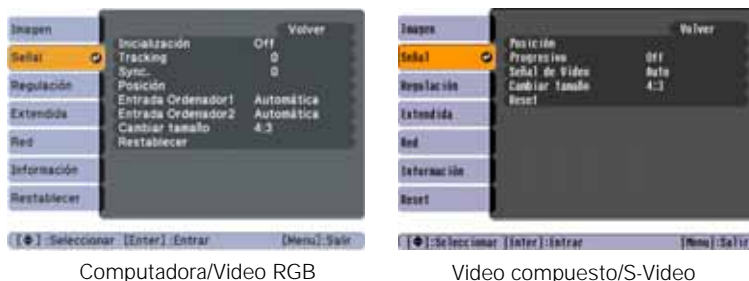 Imagen
Señal
Regulación
Extendida
Red
Información
Restablecer
Volver
Inicialización Off
Tracking 0
Sync. 0
Posición
Entrada Ordenador1 Automática
Entrada Ordenador2 Automática
Cambiar tamaño 4:3
Restablecer
[ ]:Seleccionar [Enter]:Entrar [Menu]:Salir
Computadora/Video RGB
Imagen
Señal
Regulación
Extendida
Red
Información
Reset
Volver
Posición
Progresivo Off
Señal de Video Auto
Cambiar tamaño 4:3
Reset
[ ]:Seleccionar [Enter]:Entrar [Menu]:Salir
Video compuesto/S-Video